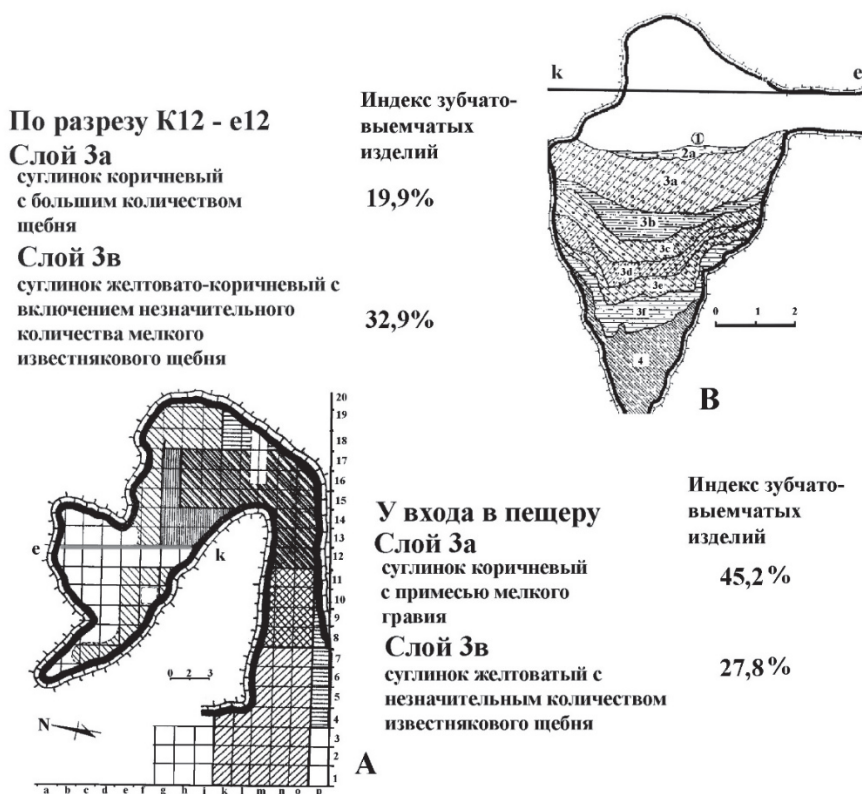 По разрезу К12 - е12
Индекс зубчато-
выемчатых
изделий
Слой 3а
суглинок коричневый
с большим количеством
щебня
19,9%
Слой 3в
суглинок желтовато-коричневый с
включением незначительного
количества мелкого
известнякового щебня
32,9%
k
e
1
2a
3a
3b
3c
3d
3e
3f
4
0 1 2
В
20
19
18
17
16
15
14
13
12
11
10
9
8
7
6
5
4
3
2
1
e
k
0 2 3
N
a b c d e f g h i k l m n o p
А
У входа в пещеру
Индекс зубчато-
выемчатых
изделий
Слой 3а
суглинок коричневый
с примесью мелкого
гравия
45,2%
Слой 3в
суглинок желтоватый с
незначительным количеством
известнякового щебня
27,8%